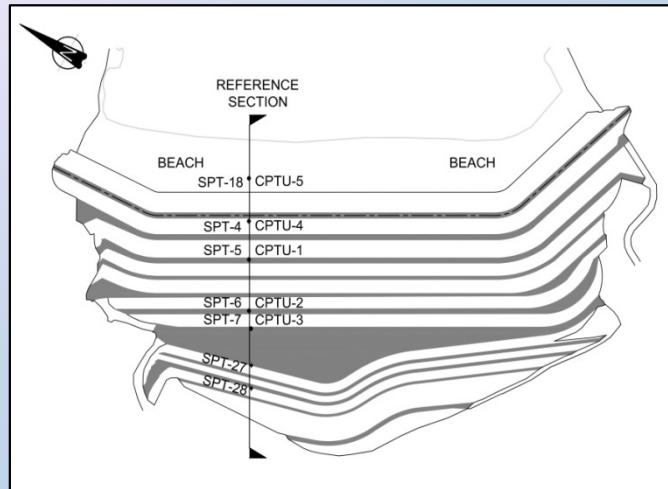 N
REFERENCE
SECTION
BEACH
BEACH
SPT-18 CPTU-5
SPT-4 CPTU-4
SPT-5 CPTU-1
SPT-6 CPTU-2
SPT-7 CPTU-3
SPT-27
SPT-28